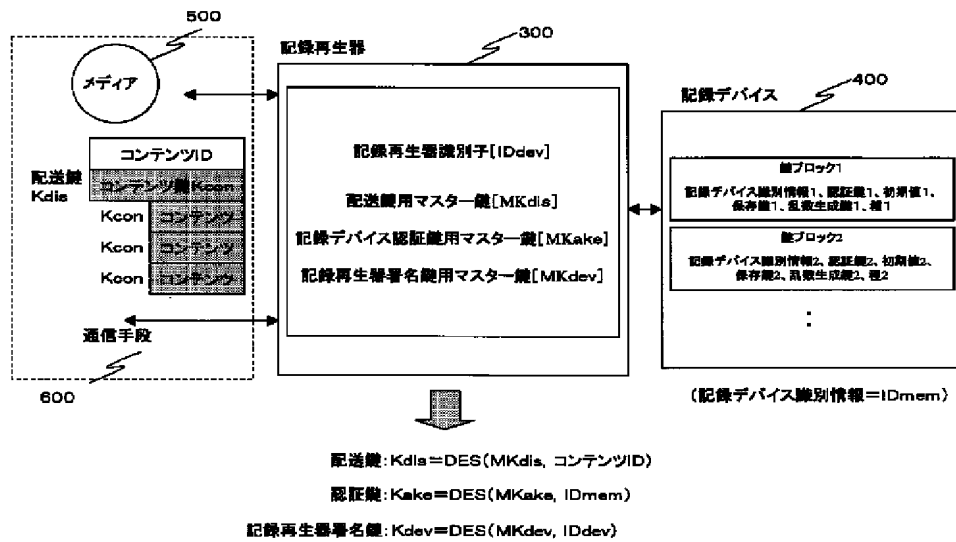 500
メディア
コンテンツID
配送鍵
Kdis
コンテンツ鍵Kcon
Kcon コンテンツ
Kcon コンテンツ
Kcon コンテンツ
通信手段
600
記録再生器
300
記録再生器識別子[IDdev]
配送鍵用マスター鍵[MKdis]
記録デバイス認証鍵用マスター鍵[MKake]
記録再生器署名鍵用マスター鍵[MKdev]
記録デバイス
400
鍵ブロック1
記録デバイス識別情報1、認証鍵1、初期値1、
保存鍵1、乱数生成鍵1、種1
鍵ブロック2
記録デバイス識別情報2、認証鍵2、初期値2、
保存鍵2、乱数生成鍵2、種2
:
(記録デバイス識別情報=IDmem)
配送鍵:Kdis=DES(MKdis, コンテンツID)
認証鍵:Kake=DES(MKake, IDmem)
記録再生器署名鍵:Kdev=DES(MKdev, IDdev)